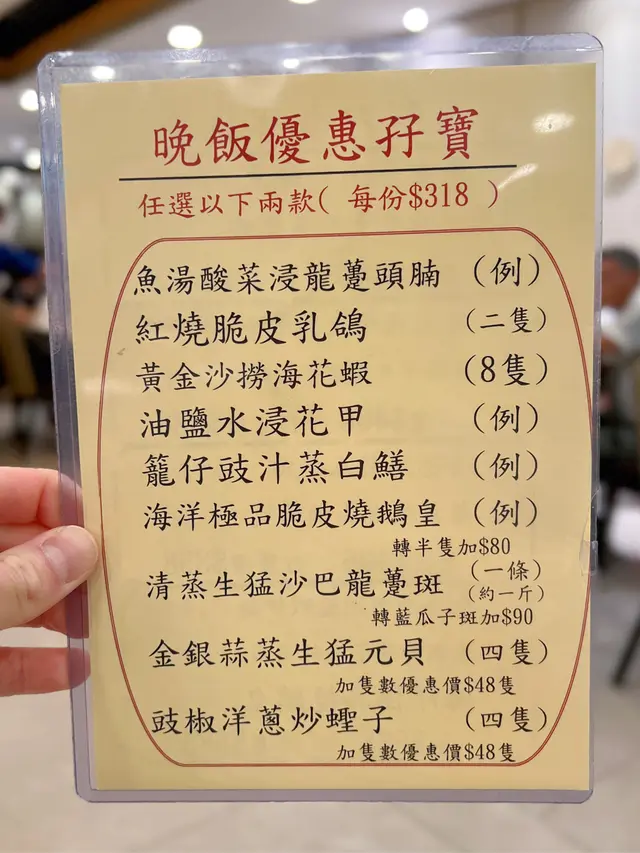 晚飯優惠孖寶
任選以下兩款( 每份$318 )
魚湯酸菜浸龍躉頭腩 (例)
紅燒脆皮乳鴿 (二隻)
黃金沙撈海花蝦 (8隻)
油鹽水浸花甲 (例)
籠仔豉汁蒸白鱔 (例)
海洋極品脆皮燒鵝皇 (例)
轉半隻加$80
清蒸生猛沙巴龍躉斑 (一條)
(約一斤)
轉藍瓜子斑加$90
金銀蒜蒸生猛元貝 (四隻)
加隻數優惠價$48隻
豉椒洋蔥炒蟶子 (四隻)
加隻數優惠價$48隻